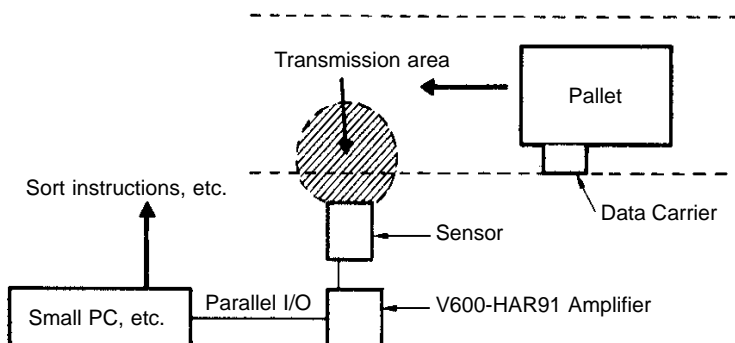 Transmission area
Pallet
Sort instructions, etc.
Data Carrier
Sensor
Parallel I/O
V600-HAR91 Amplifier
Small PC, etc.